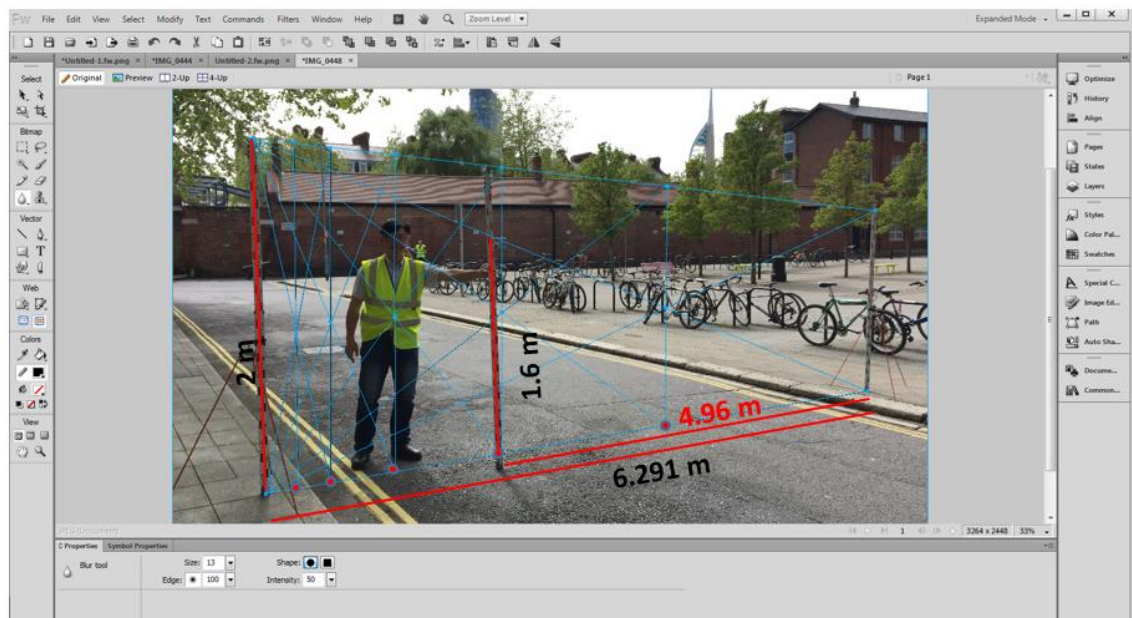 Fw File Edit View Select Modify Text Commands Filters Window Help Zoom Level Expanded Mode
*Untitled-1.fw.png × *IMG_0444 × Untitled-2.fw.png × *IMG_0448 ×
Original Preview 2-Up 4-Up Page 1
Select
Bitmap
Vector
Web
Colors
View
2 m
1.6 m
4.96 m
6.291 m
Optimize
History
Align
Pages
States
Layers
Styles
Color Pal...
Swatches
Special C...
Image Ed...
Path
Auto Sha...
Docume...
Common...
1 3264 x 2448 33%
Properties Symbol Properties
Blur tool Size: 13 Shape:
Edge: 100 Intensity: 50